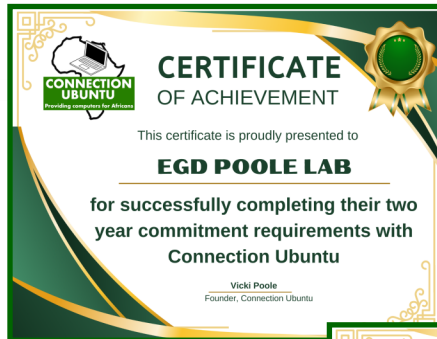 CONNECTION
UBUNTU
Providing computers for Africans
CERTIFICATE
OF ACHIEVEMENT
This certificate is proudly presented to
EGD POOLE LAB
for successfully completing their two
year commitment requirements with
Connection Ubuntu
Vicki Poole
Founder, Connection Ubuntu